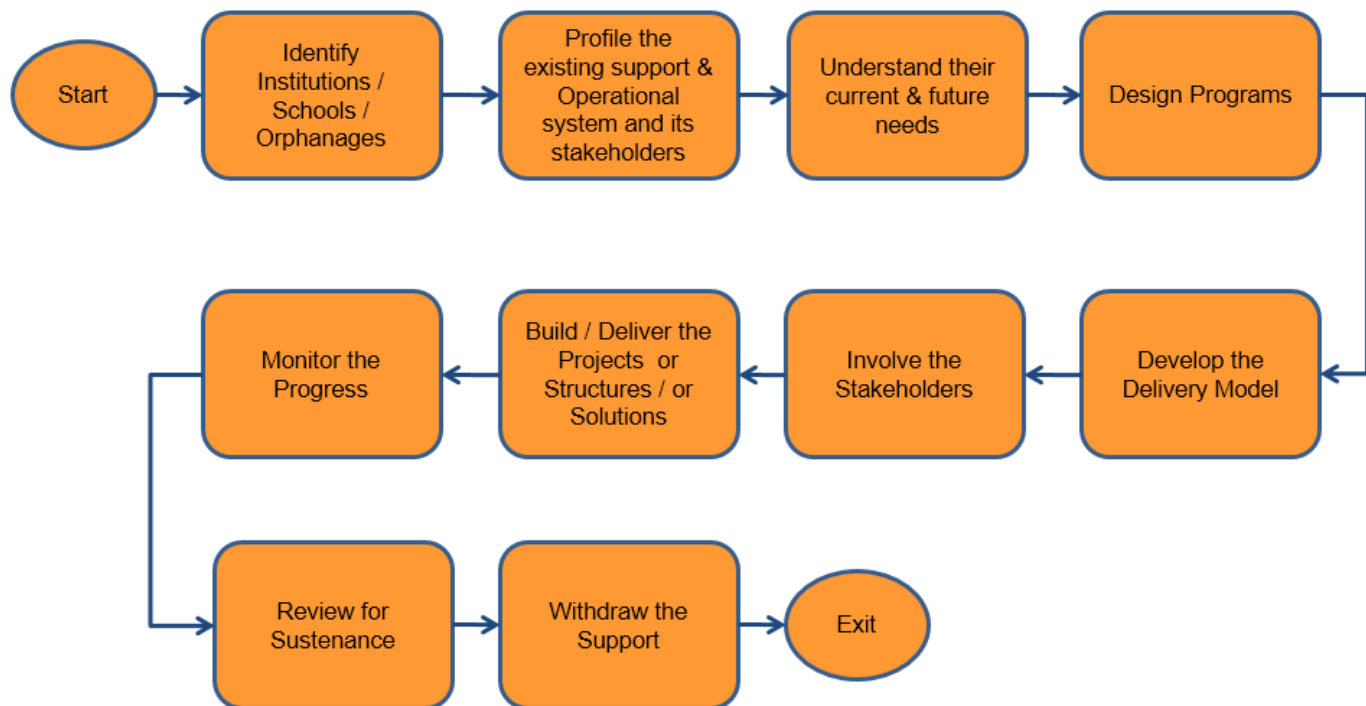 Start
Identify
Institutions /
Schools /
Orphanages
Profile the
existing support &
Operational
system and its
stakeholders
Understand their
current & future
needs
Design Programs
Develop the
Delivery Model
Involve the
Stakeholders
Build / Deliver the
Projects or
Structures / or
Solutions
Monitor the
Progress
Review for
Sustenance
Withdraw the
Support
Exit